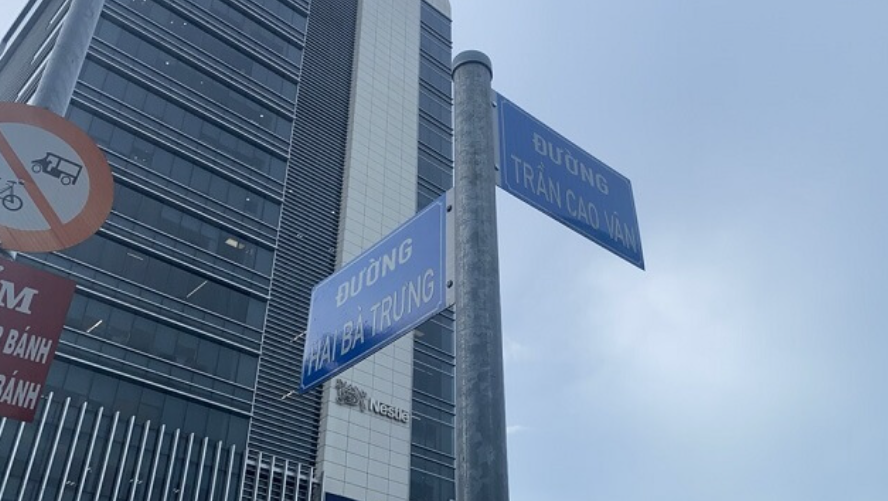 ĐƯỜNG
TRẦN CAO VÂN
ĐƯỜNG
HAI BÀ TRƯNG
Nestlé
BÁNH
BÁNH